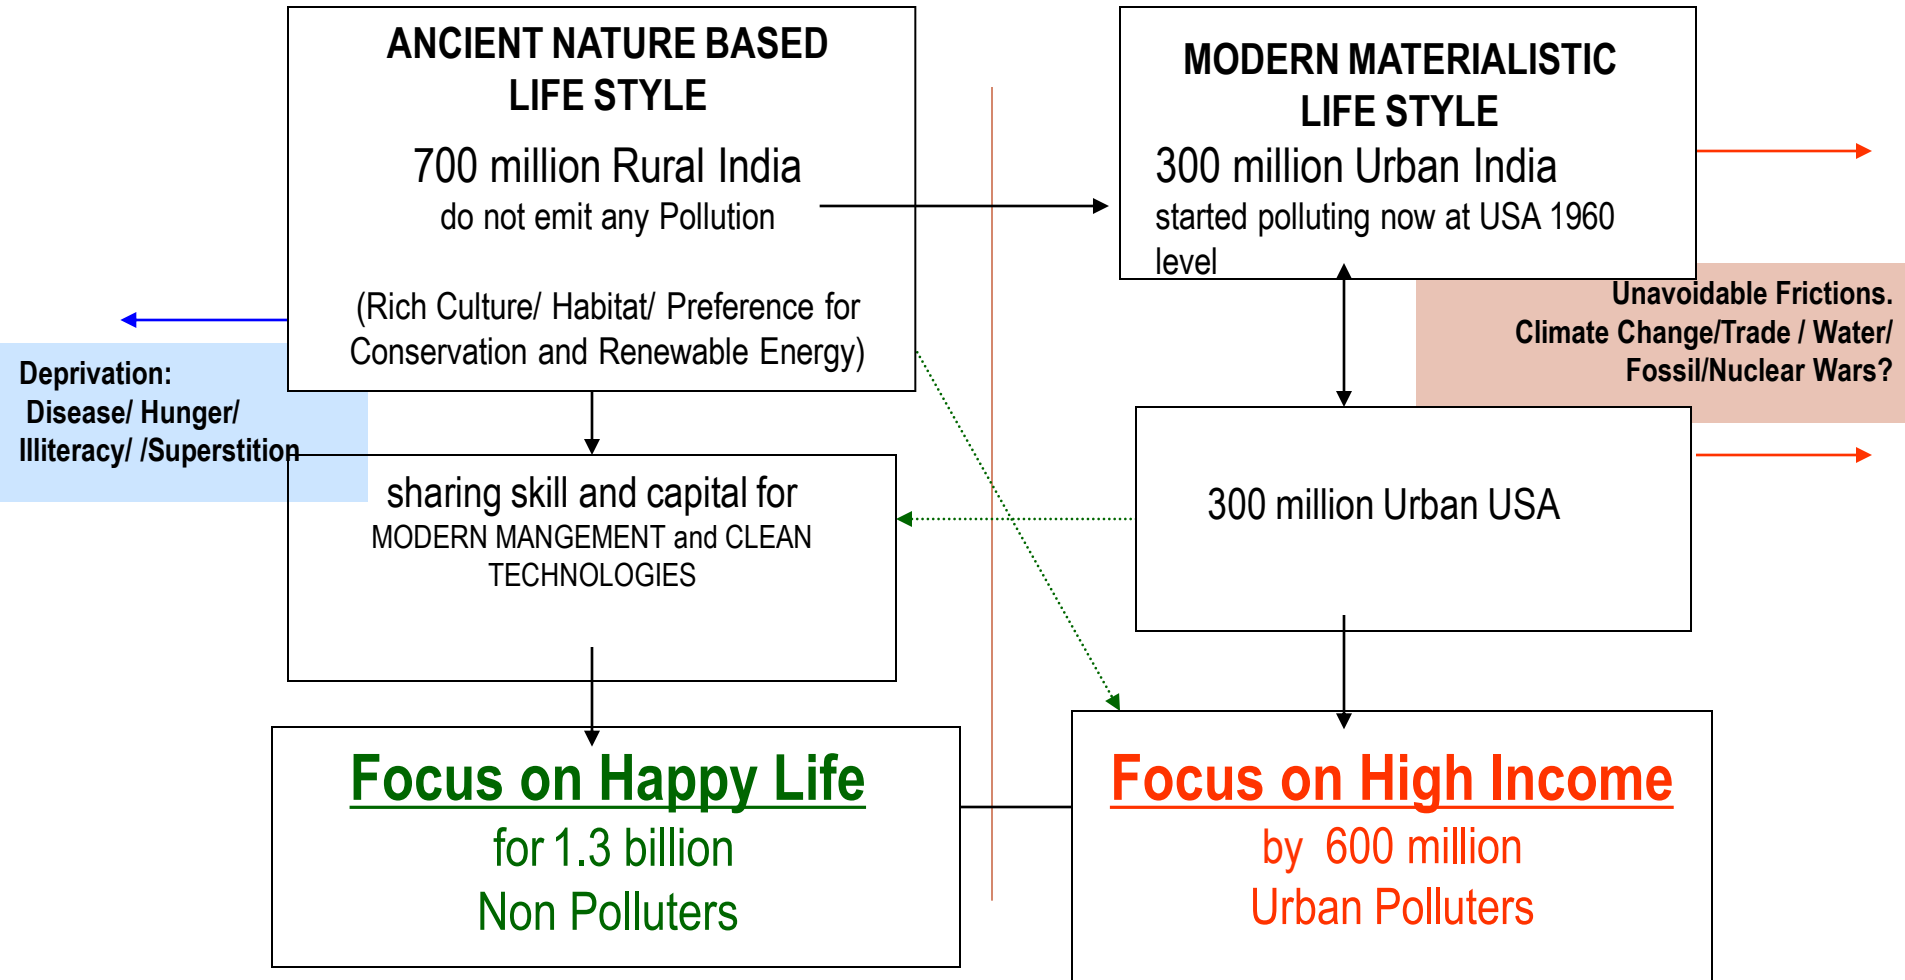 ANCIENT NATURE BASED
LIFE STYLE
700 million Rural India
do not emit any Pollution
(Rich Culture/ Habitat/ Preference for
Conservation and Renewable Energy)
MODERN MATERIALISTIC
LIFE STYLE
300 million Urban India
started polluting now at USA 1960
level
Unavoidable Frictions.
Climate Change/Trade / Water/
Fossil/Nuclear Wars?
Deprivation:
Disease/ Hunger/
Illiteracy/ /Superstition
sharing skill and capital for
MODERN MANGEMENT and CLEAN
TECHNOLOGIES
300 million Urban USA
Focus on Happy Life
for 1.3 billion
Non Polluters
Focus on High Income
by 600 million
Urban Polluters